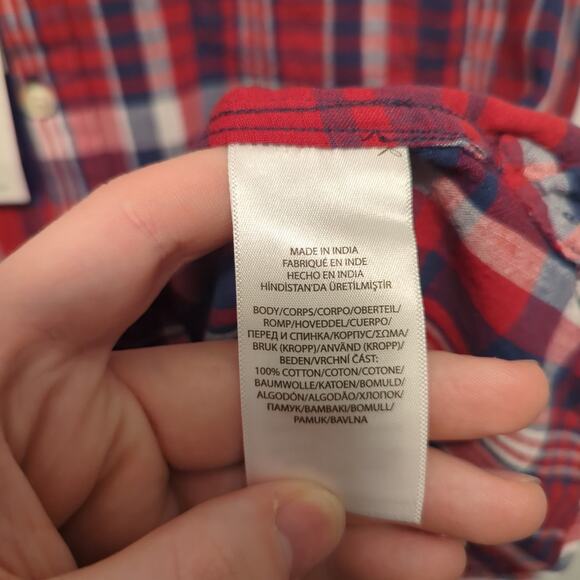 MADE IN INDIA
FABRIQUÉ EN INDE
HECHO EN INDIA
HİNDİSTAN'DA ÜRETİLMİŞTİR
BODY/CORPS/CORPO/OBERTEIL/
ROMP/HOVEDDEL/CUERPO/
ПЕРЕД И СПИНКА/КОРПУС/ΣΩΜΑ/
BRUK (KROPP)/ANVÄND (KROPP)/
BEDEN/VRCHNÍ ČÁST:
100% COTTON/COTON/COTONE/
BAUMWOLLE/KATOEN/BOMULD/
ALGODÓN/ALGODÃO/ХЛОПОК/
ПАМУК/BAMBAKI/BOMULL/
PAMUK/BAVLNA